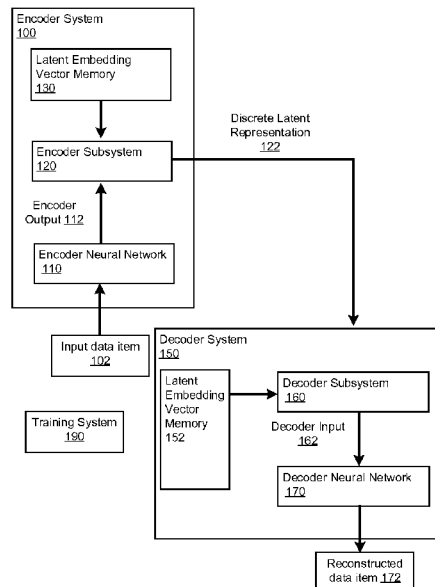 Encoder System
100
Latent Embedding
Vector Memory
130
Encoder Subsystem
120
Discrete Latent
Representation
122
Encoder
Output 112
Encoder Neural Network
110
Input data item
102
Training System
190
Decoder System
150
Latent
Embedding
Vector
Memory
152
Decoder Subsystem
160
Decoder Input
162
Decoder Neural Network
170
Reconstructed
data item 172